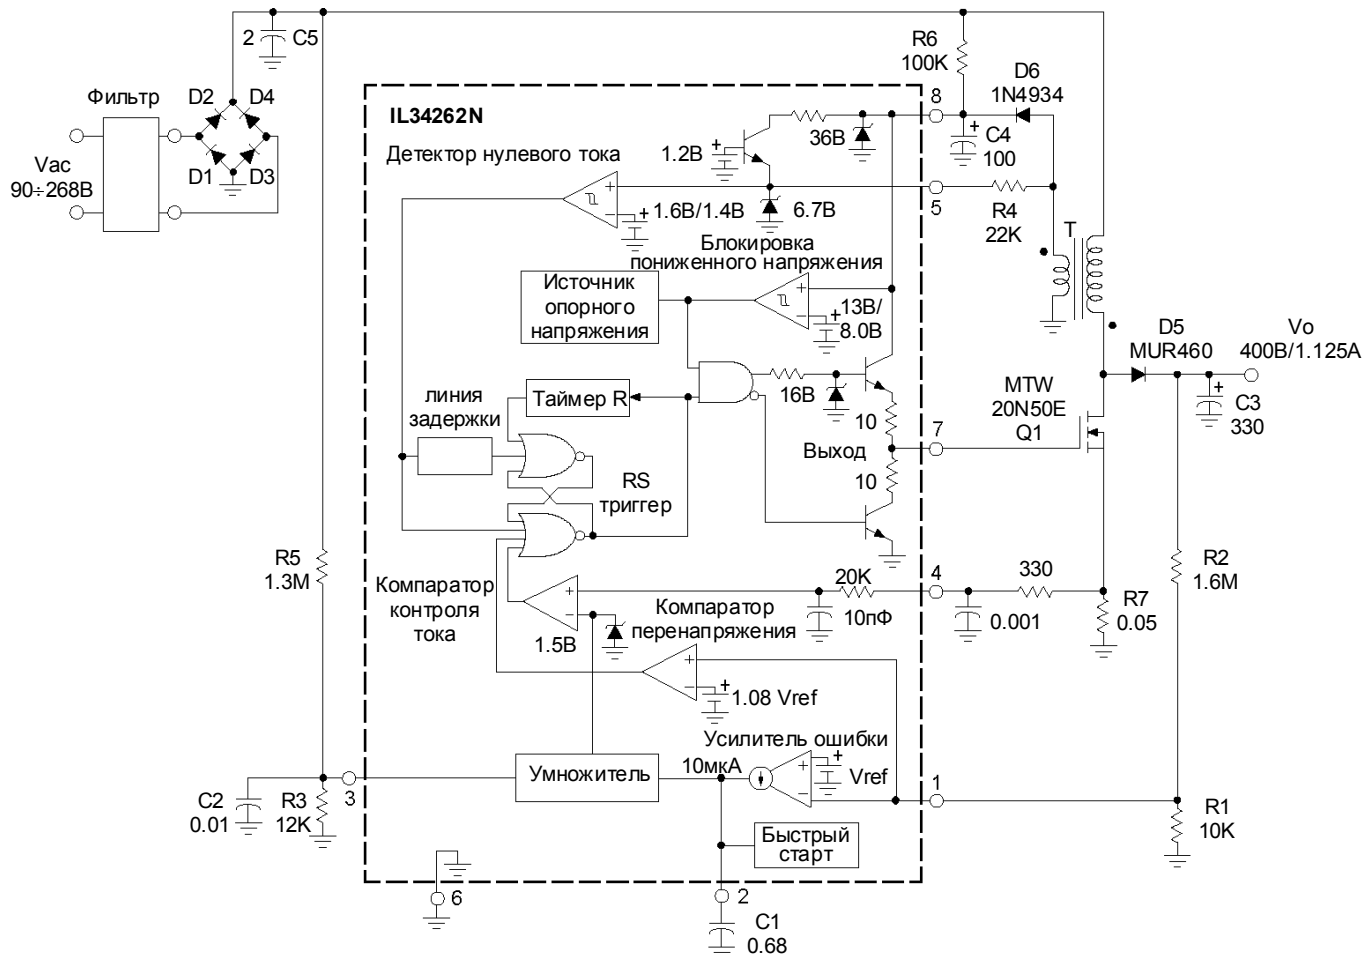 2
C5
R6
100K
D6
1N4934
Фильтр
D2
D4
8
IL34262N
36В
C4
100
1.2В
Детектор нулевого тока
Vac
90÷268В
D1
D3
5
1.6В/1.4В
6.7В
R4
22K
T
Блокировка
пониженного напряжения
Источник
опорного
напряжения
13В/
8.0В
D5
MUR460
Vo
400В/1.125А
MTW
20N50E
Q1
C3
330
линия
задержки
Таймер R
16В
10
7
Выход
10
RS
триггер
R5
1.3M
20K
4
330
R2
1.6M
Компаратор
контроля
тока
10пФ
0.001
R7
0.05
Компаратор
перенапряжения
1.5В
1.08 Vref
Усилитель ошибки
Умножитель
10мкА
Vref
1
3
C2
0.01
R3
12K
R1
10K
Быстрый
старт
6
2
C1
0.68